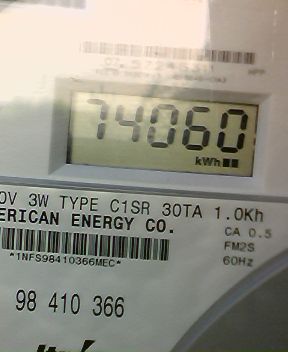 74060
kWh
0V 3W TYPE C1SR 30TA 1.0Kh
ERICAN ENERGY CO.
CA 0.5
FM2S
60Hz
*1NFS98410366MEC*
98 410 366